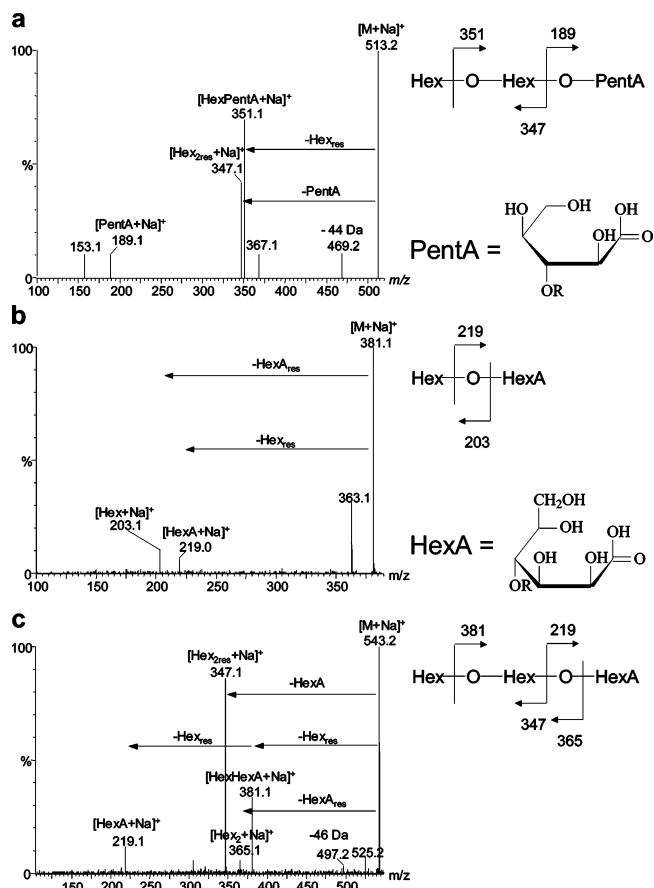 a
[M+Na]⁺
513.2
100
[HexPentA+Na]⁺
351.1
-Hexres
[Hex2res+Na]⁺
347.1
%
-PentA
[PentA+Na]⁺
189.1
153.1
367.1
- 44 Da
469.2
100 150 200 250 300 350 400 450 500 m/z
351 189
Hex O Hex O PentA
347
PentA =
HO OH OH
OH O
OR
b
[M+Na]⁺
381.1
100
-HexAres
-Hexres
%
363.1
[Hex+Na]⁺
203.1
[HexA+Na]⁺
219.0
100 150 200 250 300 350 m/z
219
Hex O HexA
203
HexA =
CH2OH
OH
OH
OH OH O
OR
c
[M+Na]⁺
543.2
100
[Hex2res+Na]⁺
347.1
-HexA
-Hexres -Hexres
%
[HexHexA+Na]⁺
381.1
-HexAres
[HexA+Na]⁺
219.1
[Hex2+Na]⁺
365.1
-46 Da
497.2 525.2
150 200 250 300 350 400 450 500 m/z
381 219
Hex O Hex O HexA
347
365